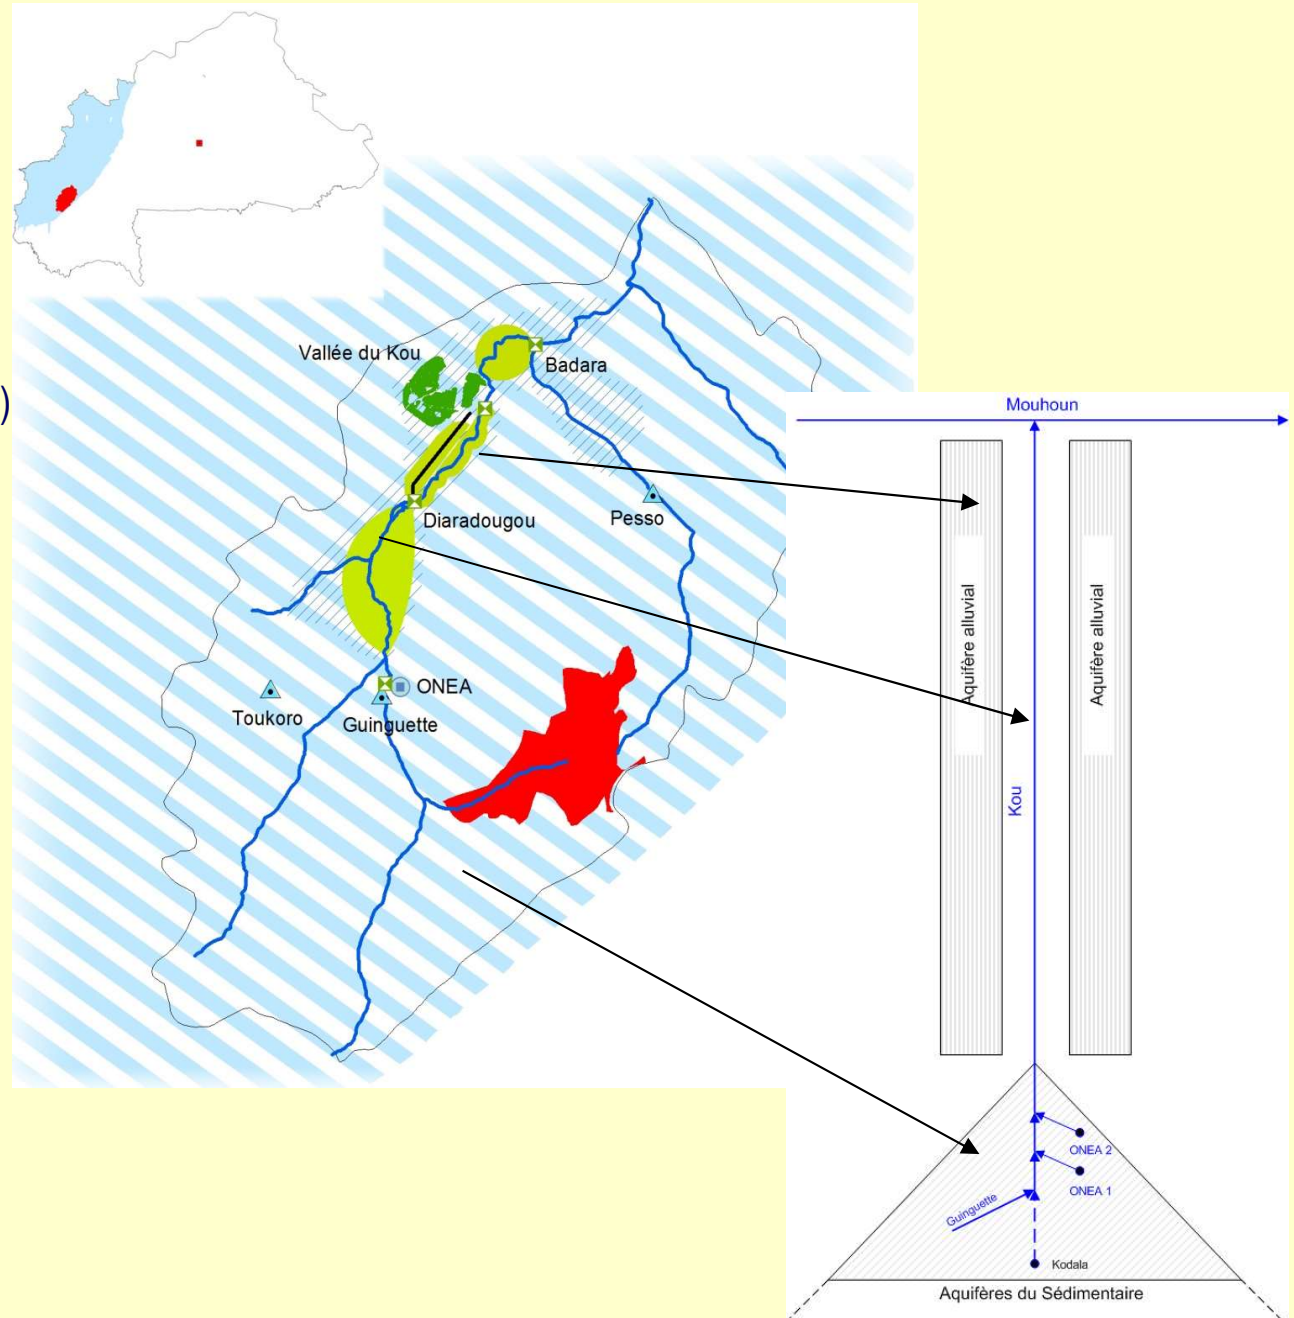 Vallée du Kou
Badara
)
Mouhoun
Diaradougou
Pesso
Aquifère alluvial
Aquifère alluvial
ONEA
Toukoro
Guinguette
Kou
ONEA 2
ONEA 1
Guinguette
Kodala
Aquifères du Sédimentaire